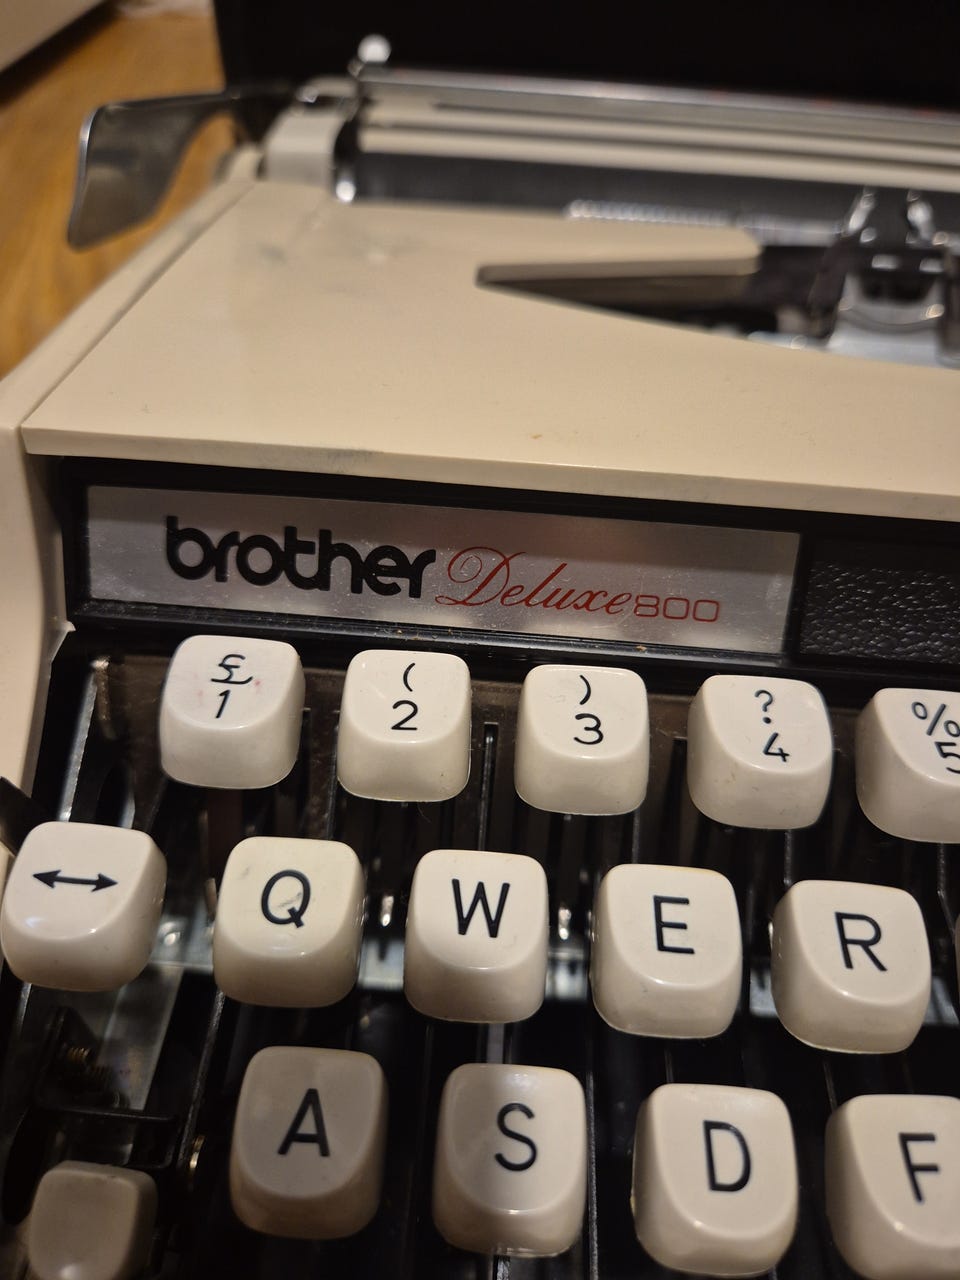 brother Deluxe 800
£ ( ) ? %
1 2 3 4 5
↔ Q W E R
A S D F